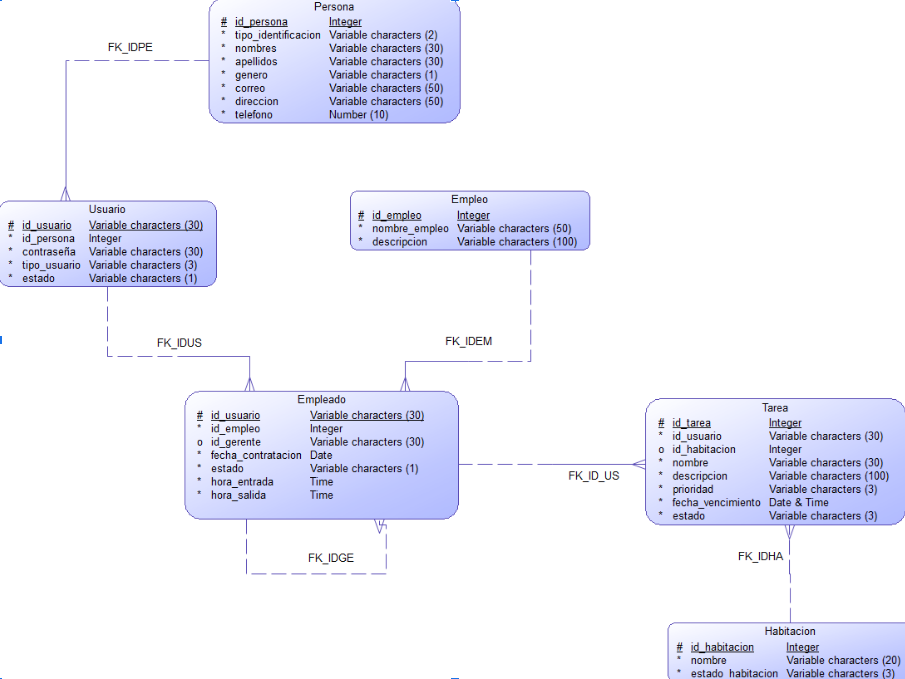 Persona
# id_persona Integer
* tipo_identificacion Variable characters (2)
* nombres Variable characters (30)
* apellidos Variable characters (30)
* genero Variable characters (1)
* correo Variable characters (50)
* direccion Variable characters (50)
* telefono Number (10)
FK_IDPE
Usuario
# id_usuario Variable characters (30)
* id_persona Integer
* contraseña Variable characters (30)
* tipo_usuario Variable characters (3)
* estado Variable characters (1)
Empleo
# id_empleo Integer
* nombre_empleo Variable characters (50)
* descripcion Variable characters (100)
FK_IDUS
FK_IDEM
Empleado
# id_usuario Variable characters (30)
* id_empleo Integer
o id_gerente Variable characters (30)
* fecha_contratacion Date
* estado Variable characters (1)
* hora_entrada Time
* hora_salida Time
FK_IDGE
FK_ID_US
Tarea
# id_tarea Integer
* id_usuario Variable characters (30)
o id_habitacion Integer
* nombre Variable characters (30)
* descripcion Variable characters (100)
* prioridad Variable characters (3)
* fecha_vencimiento Date & Time
* estado Variable characters (3)
FK_IDHA
Habitacion
# id_habitacion Integer
* nombre Variable characters (20)
* estado_habitacion Variable characters (3)